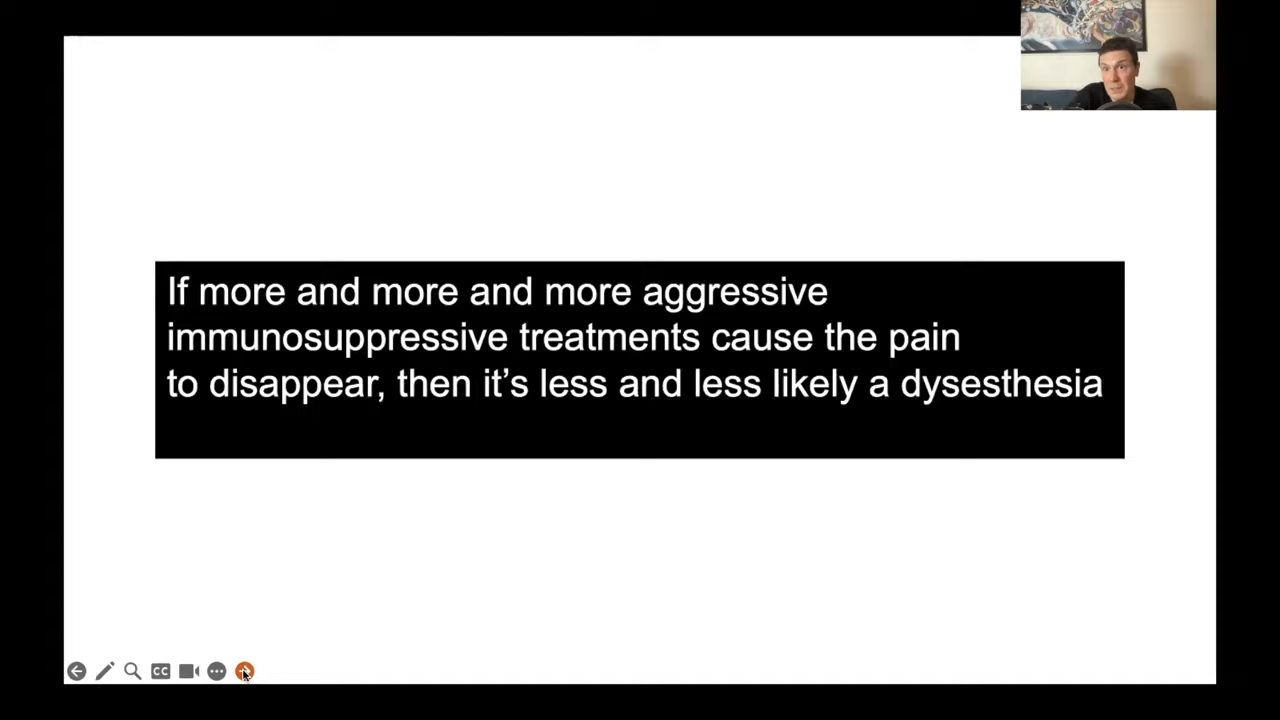 If more and more and more aggressive
immunosuppressive treatments cause the pain
to disappear, then it’s less and less likely a dysesthesia
CC